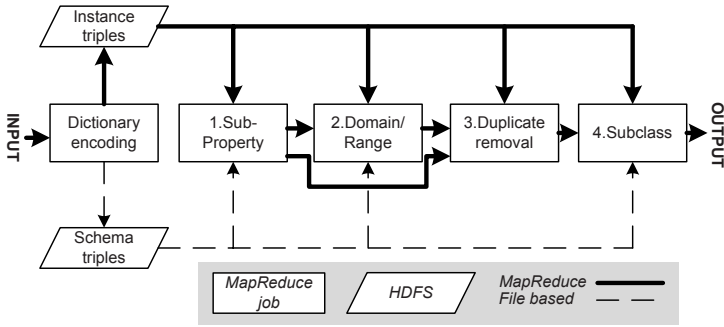 Instance
triples
INPUT
Dictionary
encoding
1.Sub-
Property
2.Domain/
Range
3.Duplicate
removal
4.Subclass
OUTPUT
Schema
triples
MapReduce
job
HDFS
MapReduce
File based